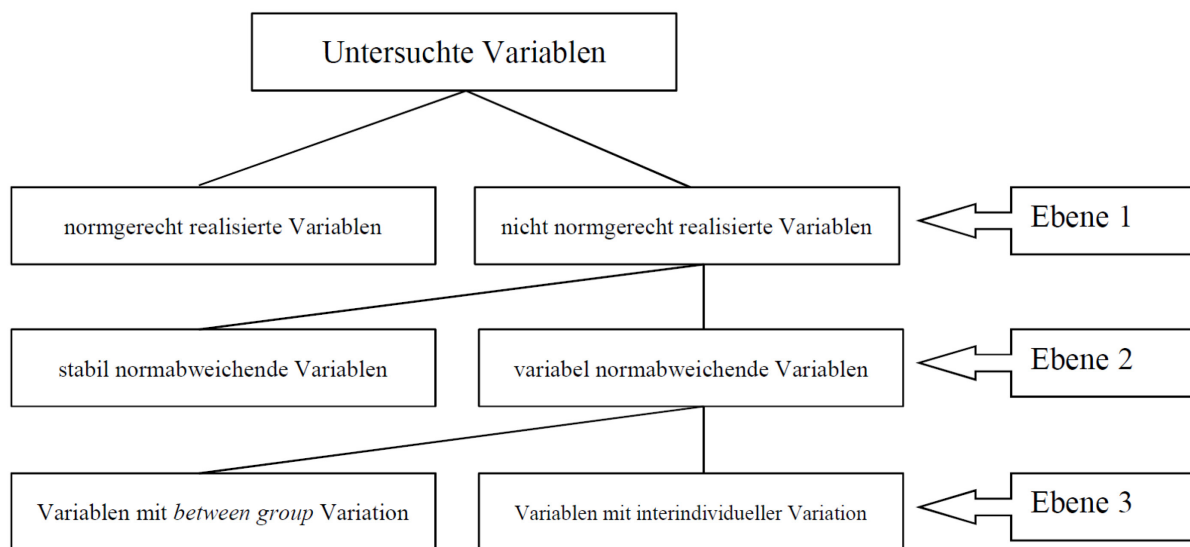 Untersuchte Variablen
normgerecht realisierte Variablen
nicht normgerecht realisierte Variablen
Ebene 1
stabil normabweichende Variablen
variabel normabweichende Variablen
Ebene 2
Variablen mit between group Variation
Variablen mit interindividueller Variation
Ebene 3